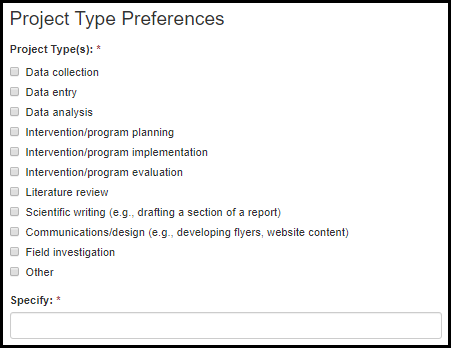 Project Type Preferences
Project Type(s): *
Data collection
Data entry
Data analysis
Intervention/program planning
Intervention/program implementation
Intervention/program evaluation
Literature review
Scientific writing (e.g., drafting a section of a report)
Communications/design (e.g., developing flyers, website content)
Field investigation
Other
Specify: *